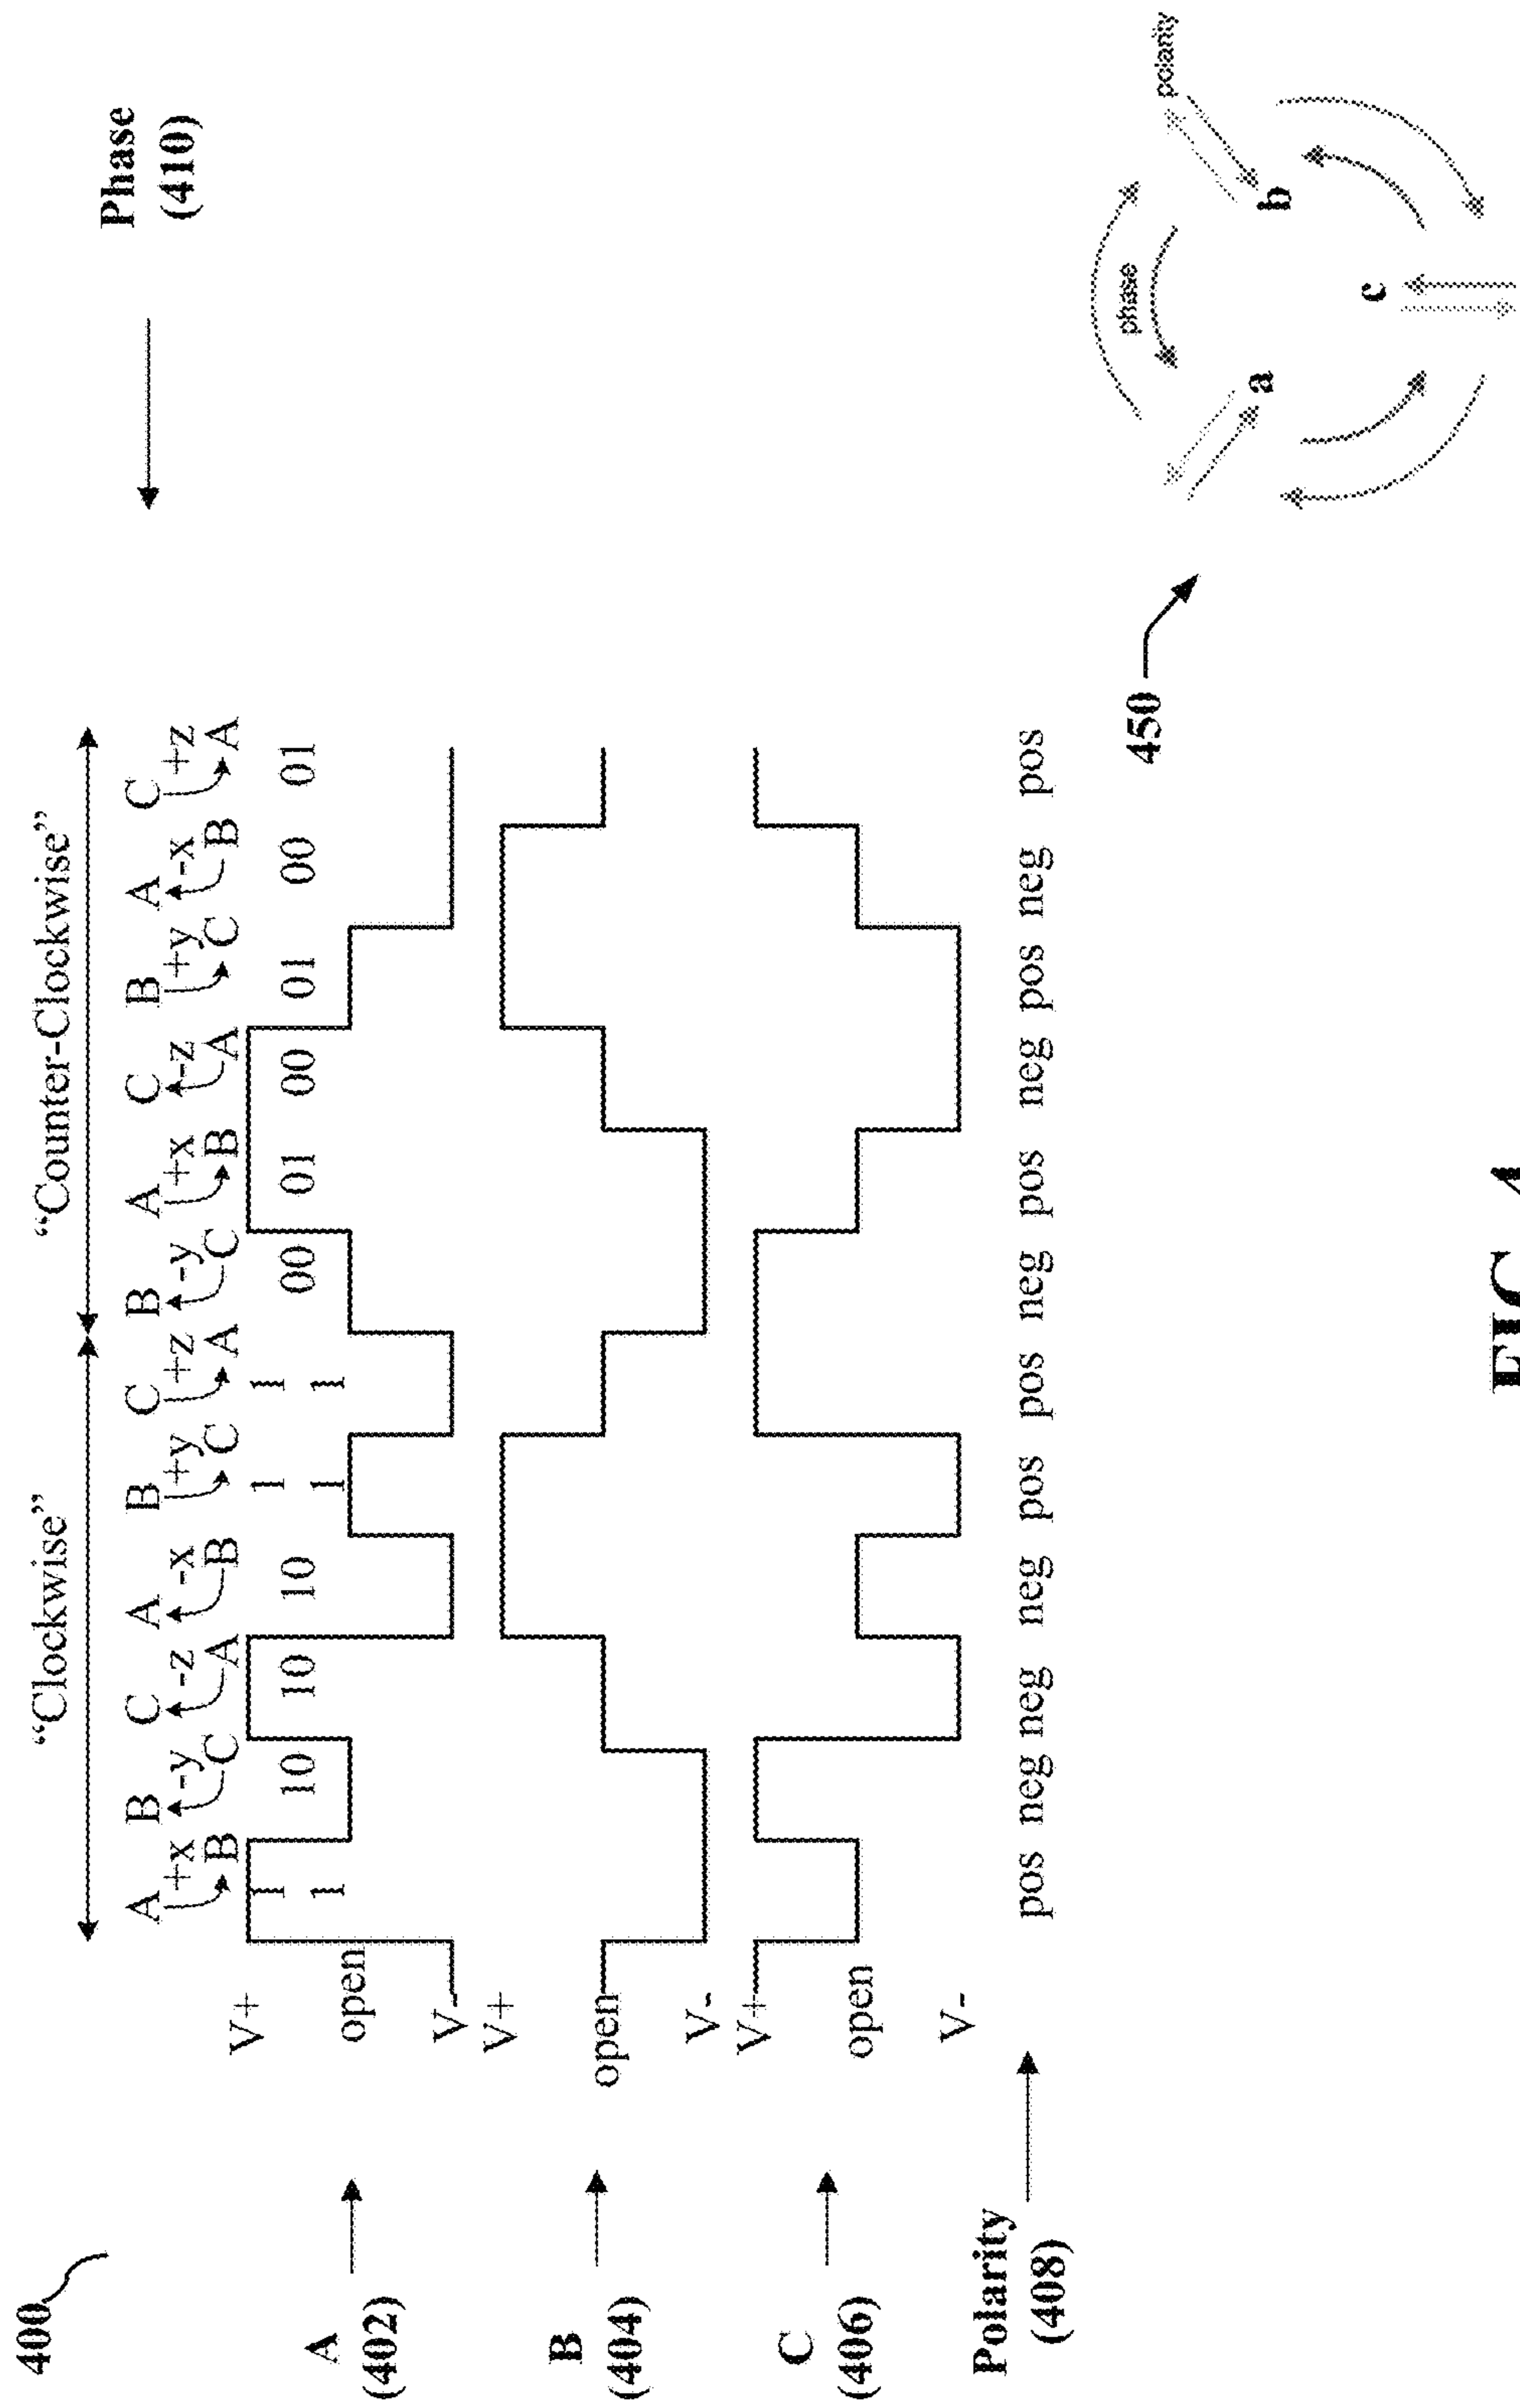 400
“Clockwise” “Counter-Clockwise”
Phase
(410)
A B C A B C B A C B A C
+x -y -z -x +y +z -y +x -z +y -x +z
B C A B C A C B A C B A
1 10 10 10 1 1 00 01 00 01 00 01
1 1 1
V+
open
V-
A
(402)
V+
open
V-
B
(404)
V+
open
V-
C
(406)
Polarity
(408)
pos neg neg neg pos pos neg pos neg pos neg pos
450
phase
polarity
a
b
c
FIG 4